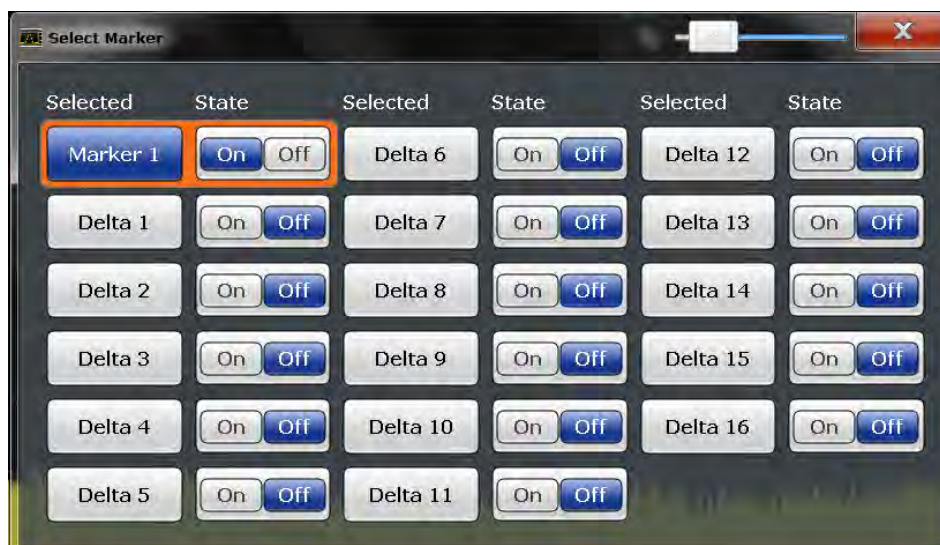 Select Marker
X
Selected State Selected State Selected State
Marker 1 On Off Delta 6 On Off Delta 12 On Off
Delta 1 On Off Delta 7 On Off Delta 13 On Off
Delta 2 On Off Delta 8 On Off Delta 14 On Off
Delta 3 On Off Delta 9 On Off Delta 15 On Off
Delta 4 On Off Delta 10 On Off Delta 16 On Off
Delta 5 On Off Delta 11 On Off